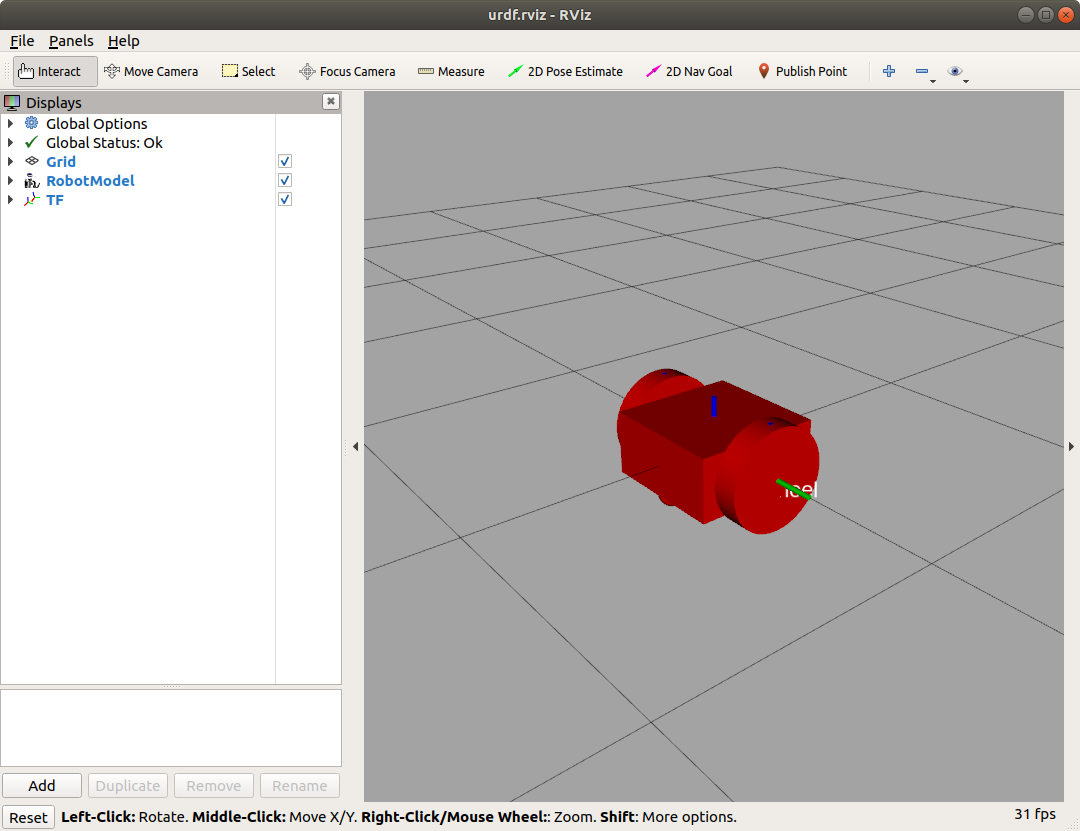 urdf.rviz - RViz
File Panels Help
Interact Move Camera Select Focus Camera Measure 2D Pose Estimate 2D Nav Goal Publish Point
Displays
Global Options
Global Status: Ok
Grid
RobotModel
TF
Add Duplicate Remove Rename
Reset Left-Click: Rotate. Middle-Click: Move X/Y. Right-Click/Mouse Wheel:: Zoom. Shift: More options. 31 fps